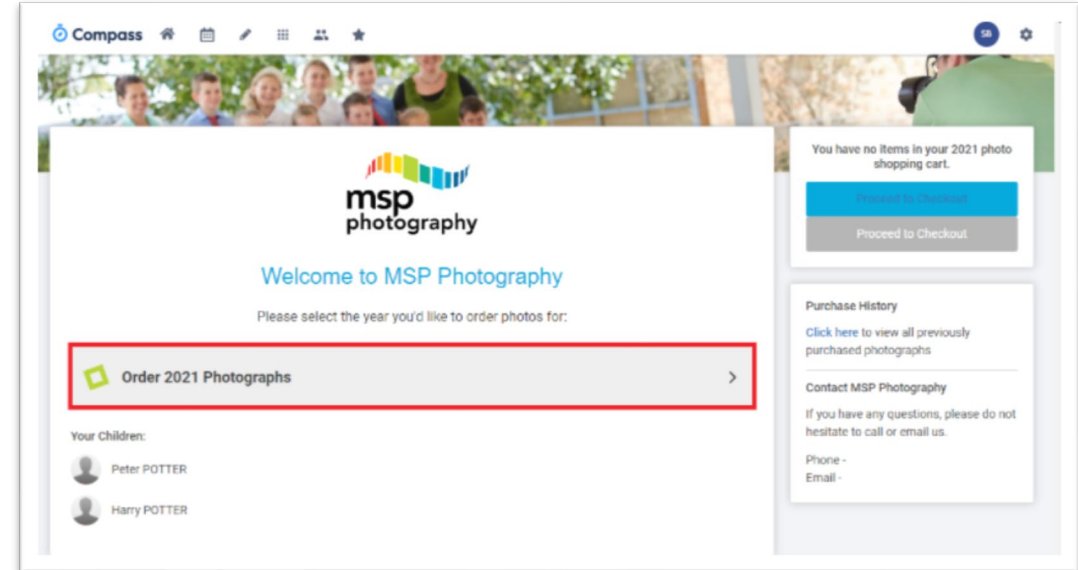 Compass
SB
msp
photography
Welcome to MSP Photography
Please select the year you'd like to order photos for:
Order 2021 Photographs
Your Children:
Peter POTTER
Harry POTTER
You have no items in your 2021 photo
shopping cart.
Proceed to Checkout
Proceed to Checkout
Purchase History
Click here to view all previously
purchased photographs
Contact MSP Photography
If you have any questions, please do not
hesitate to call or email us.
Phone -
Email -